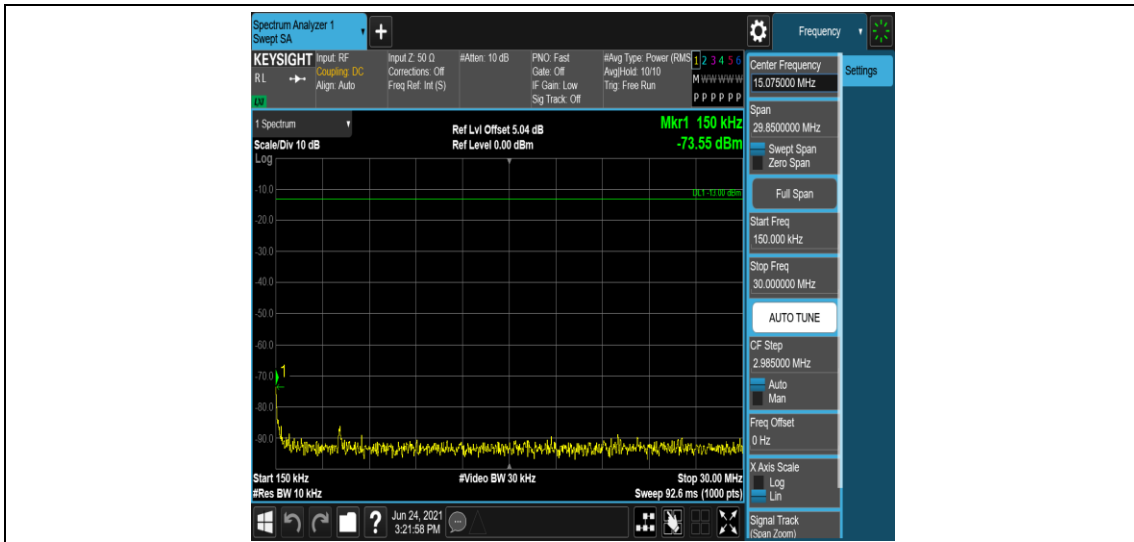 Spectrum Analyzer 1
Swept SA
+
Frequency
KEYSIGHT
RL
LXI
Input: RF
Coupling: DC
Align: Auto
Input Z: 50 Ω
Corrections: Off
Freq Ref: Int (S)
#Atten: 10 dB
PNO: Fast
Gate: Off
IF Gain: Low
Sig Track: Off
#Avg Type: Power (RMS
Avg|Hold: 10/10
Trig: Free Run
1 2 3 4 5 6
M W W W W W
P P P P P P
Center Frequency
15.075000 MHz
Settings
Span
29.8500000 MHz
Swept Span
Zero Span
Full Span
Start Freq
150.000 kHz
Stop Freq
30.000000 MHz
AUTO TUNE
CF Step
2.985000 MHz
Auto
Man
Freq Offset
0 Hz
X Axis Scale
Log
Lin
Signal Track
(Span Zoom)
1 Spectrum
Scale/Div 10 dB
Log
Ref Lvl Offset 5.04 dB
Ref Level 0.00 dBm
Mkr1 150 kHz
-73.55 dBm
DL1 -13.00 dBm
-10.0
-20.0
-30.0
-40.0
-50.0
-60.0
-70.0
1
-80.0
-90.0
Start 150 kHz
#Res BW 10 kHz
#Video BW 30 kHz
Stop 30.00 MHz
Sweep 92.6 ms (1000 pts)
?
Jun 24, 2021
3:21:58 PM